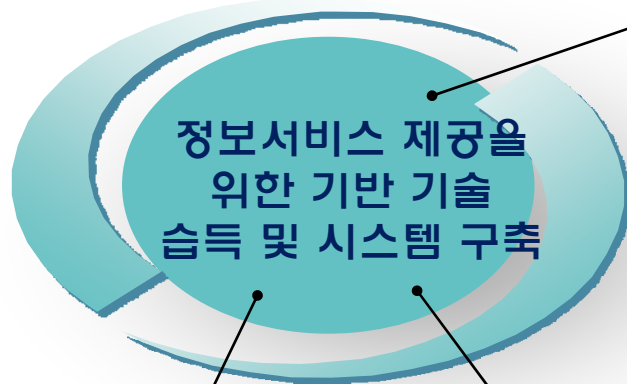 정보서비스 제공을
위한 기반 기술
습득 및 시스템 구축